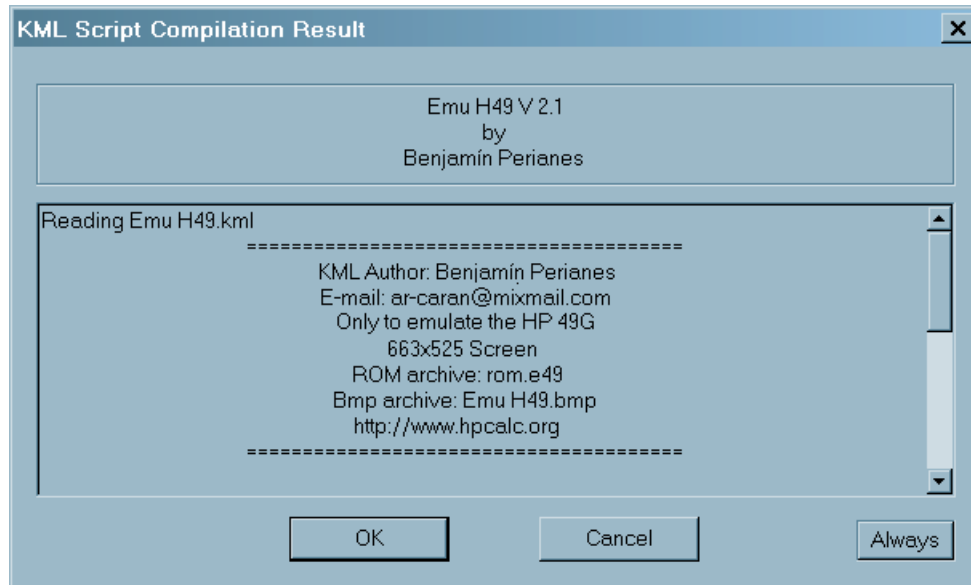 KML Script Compilation Result
Emu H49 V 2.1
by
Benjamín Perianes
Reading Emu H49.kml
=======================================
KML Author: Benjamín Perianes
E-mail: ar-caran@mixmail.com
Only to emulate the HP 49G
663x525 Screen
ROM archive: rom.e49
Bmp archive: Emu H49.bmp
http://www.hpcalc.org
=======================================
OK
Cancel
Always